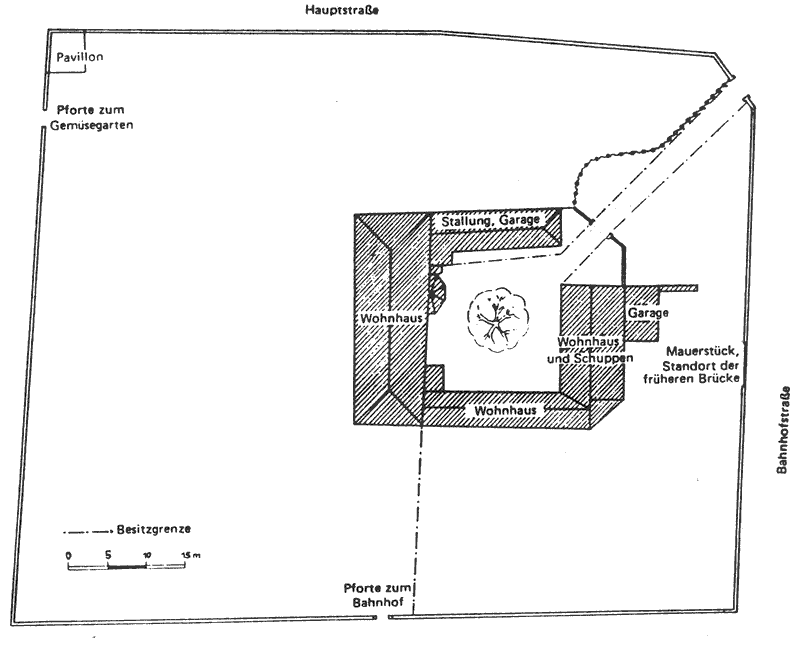 Hauptstraße
Pavillon
Pforte zum
Gemüsegarten
Stallung, Garage
Wohnhaus
Garage
Wohnhaus
und Schuppen
Mauerstück,
Standort der
früheren Brücke
Wohnhaus
Bahnhofstraße
Besitzgrenze
0 5 10 15 m
Pforte zum
Bahnhof